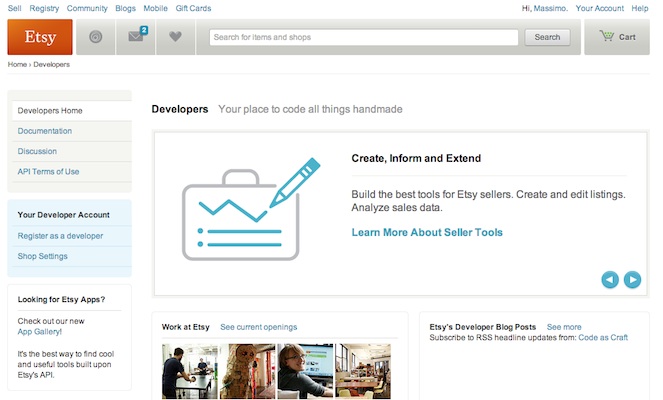 Sell Registry Community Blogs Mobile Gift Cards
Hi, Massimo. Your Account Help
Etsy
2
Search for items and shops
Search
Cart
Home › Developers
Developers Home
Documentation
Discussion
API Terms of Use
Your Developer Account
Register as a developer
Shop Settings
Looking for Etsy Apps?
Check out our new
App Gallery!
It's the best way to find cool
and useful tools built upon
Etsy's API.
Developers Your place to code all things handmade
Create, Inform and Extend
Build the best tools for Etsy sellers. Create and edit listings.
Analyze sales data.
Learn More About Seller Tools
Work at Etsy See current openings
Etsy's Developer Blog Posts See more
Subscribe to RSS headline updates from: Code as Craft